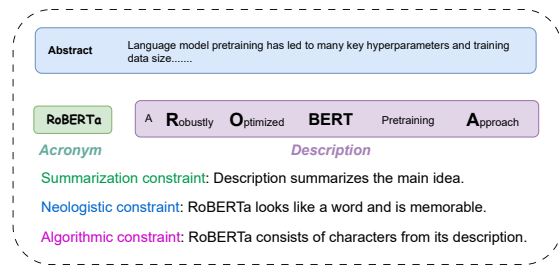 Abstract
Language model pretraining has led to many key hyperparameters and training
data size.......
RoBERTa
A Robustly Optimized BERT Pretraining Approach
Acronym
Description
Summarization constraint: Description summarizes the main idea.
Neologistic constraint: RoBERTa looks like a word and is memorable.
Algorithmic constraint: RoBERTa consists of characters from its description.